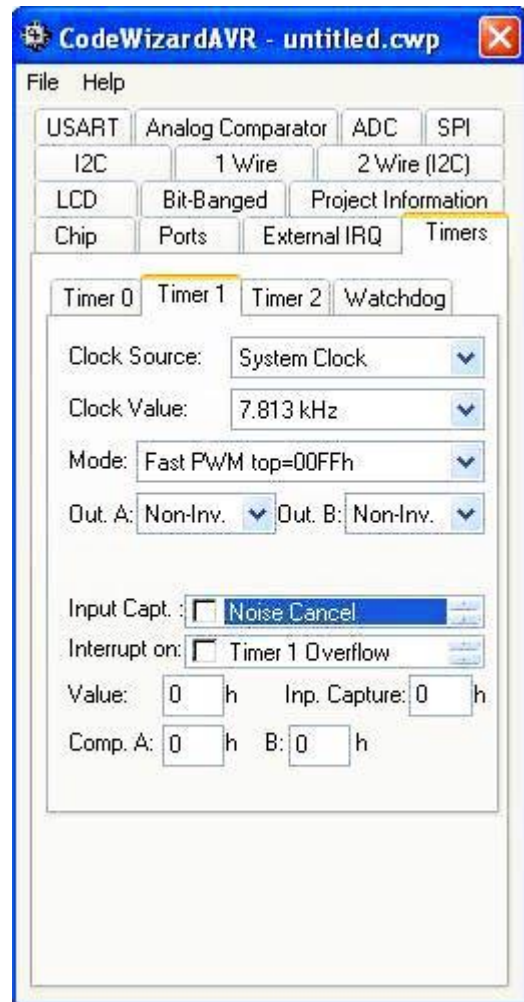 CodeWizardAVR - untitled.cwp
File Help
USART Analog Comparator ADC SPI
I2C 1 Wire 2 Wire (I2C)
LCD Bit-Banged Project Information
Chip Ports External IRQ Timers
Timer 0 Timer 1 Timer 2 Watchdog
Clock Source: System Clock
Clock Value: 7.813 kHz
Mode: Fast PWM top=00FFh
Out. A: Non-Inv. Out. B: Non-Inv.
Input Capt. : Noise Cancel
Interrupt on: Timer 1 Overflow
Value: 0 h Inp. Capture: 0 h
Comp. A: 0 h B: 0 h